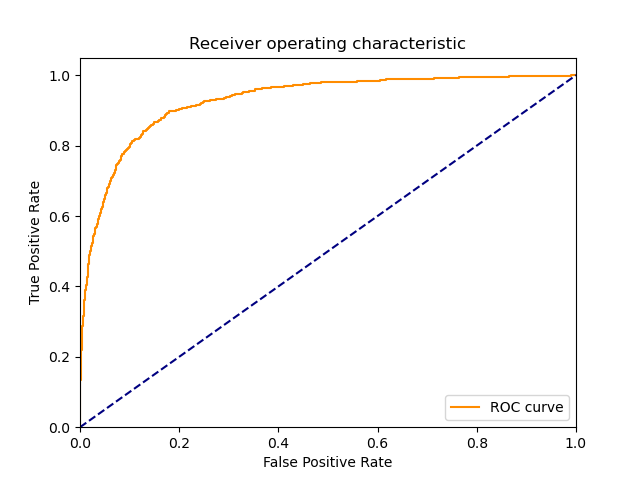 Receiver operating characteristic
1.0
0.8
0.6
0.4
0.2
0.0
True Positive Rate
ROC curve
0.0 0.2 0.4 0.6 0.8 1.0
False Positive Rate